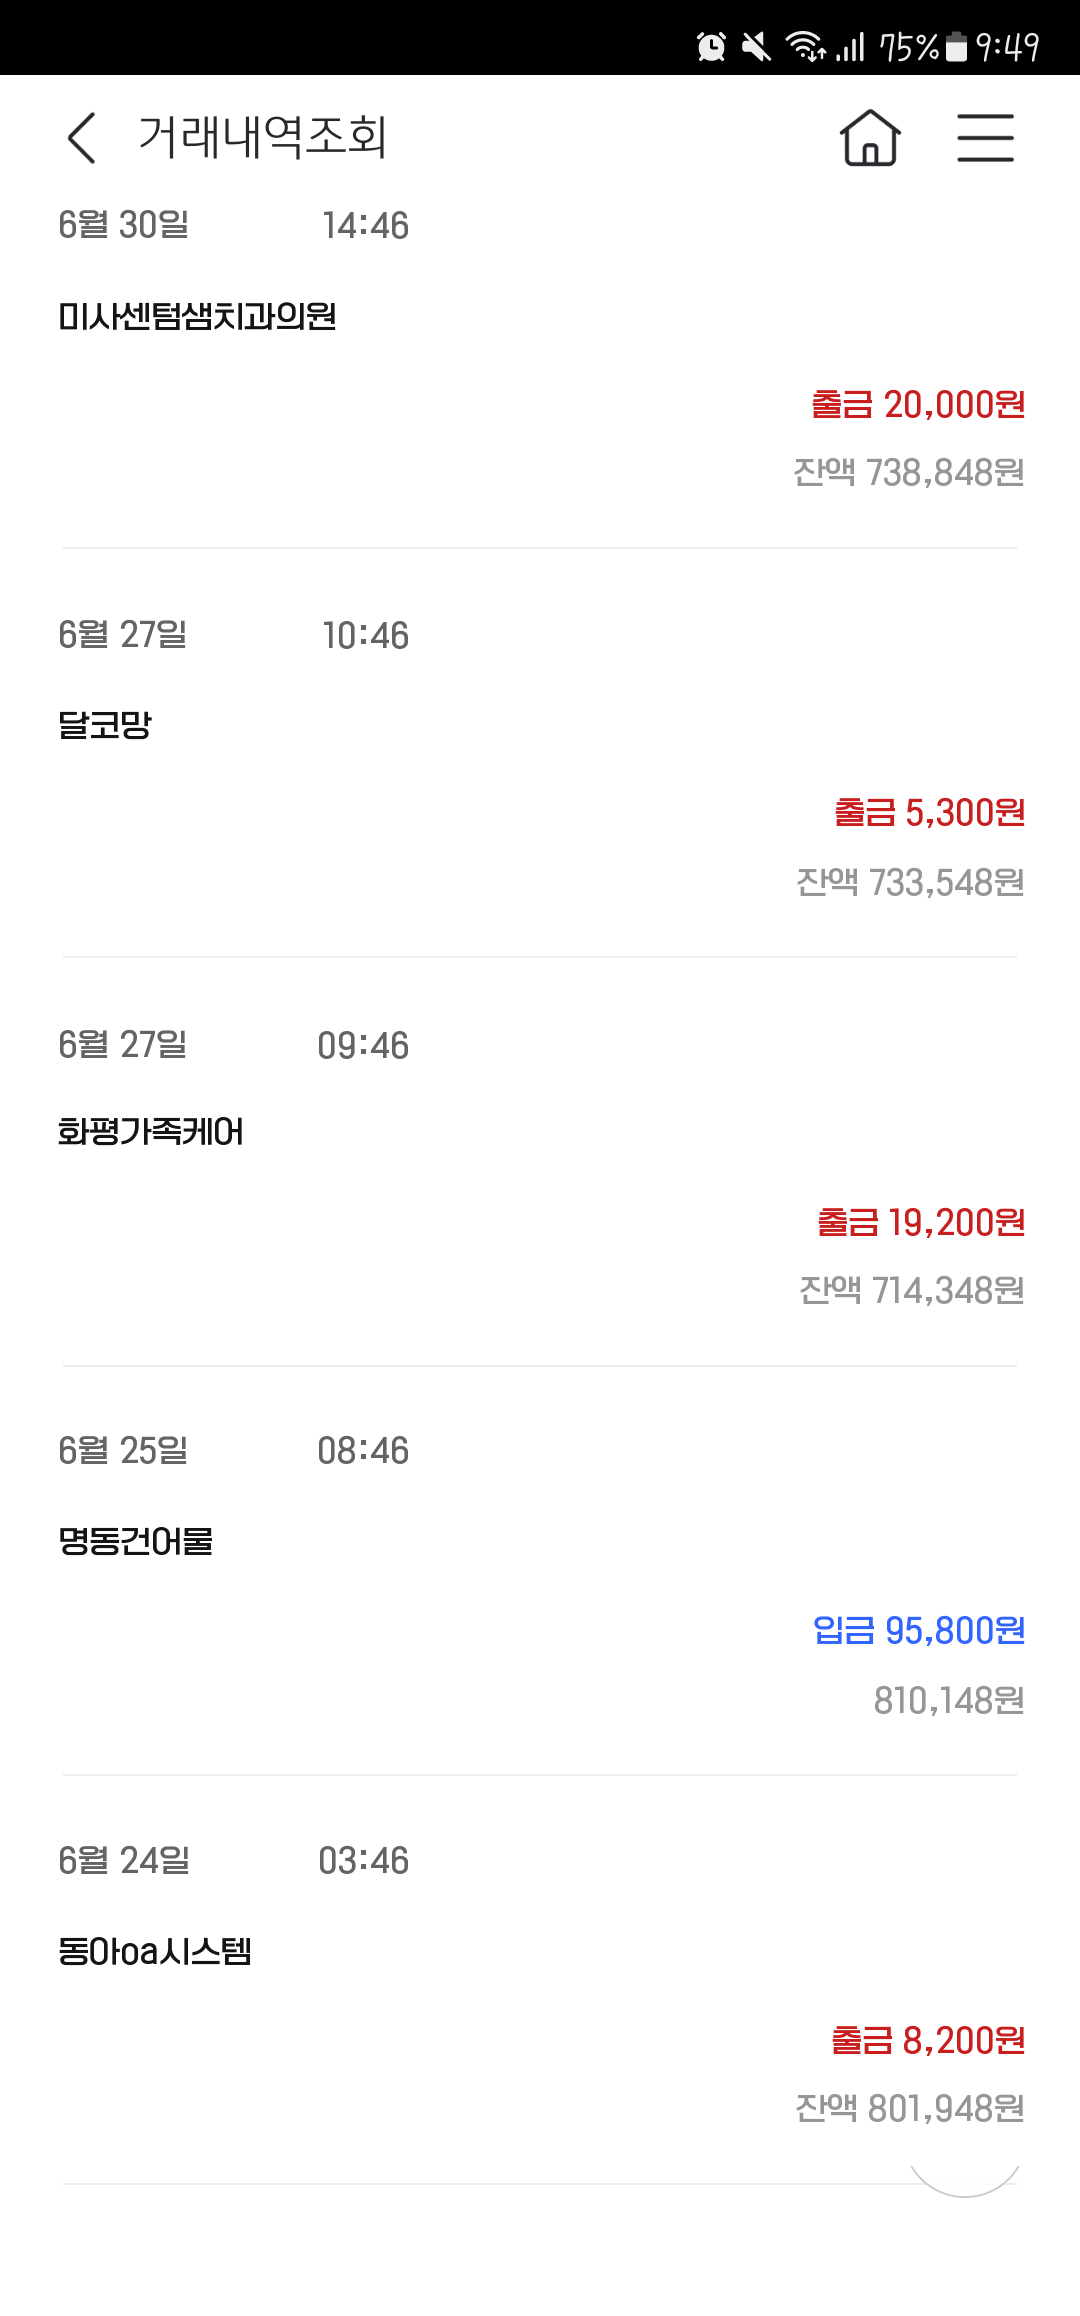 75% 9:49
거래내역조회
6월 30일 14:46
미사센텀샘치과의원
출금 20,000원
잔액 738,848원
6월 27일 10:46
달코망
출금 5,300원
잔액 733,548원
6월 27일 09:46
화평가족케어
출금 19,200원
잔액 714,348원
6월 25일 08:46
명동건어물
입금 95,800원
810,148원
6월 24일 03:46
동아oa시스템
출금 8,200원
잔액 801,948원